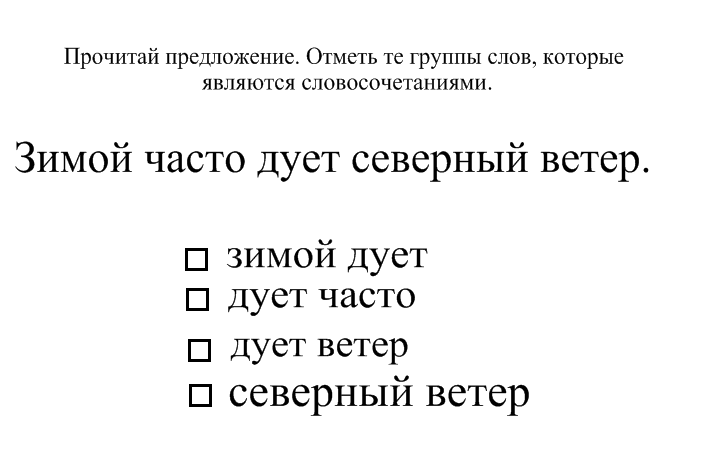 Прочитай предложение. Отметь те группы слов, которые
являются словосочетаниями.
Зимой часто дует северный ветер.
зимой дует
дует часто
дует ветер
северный ветер